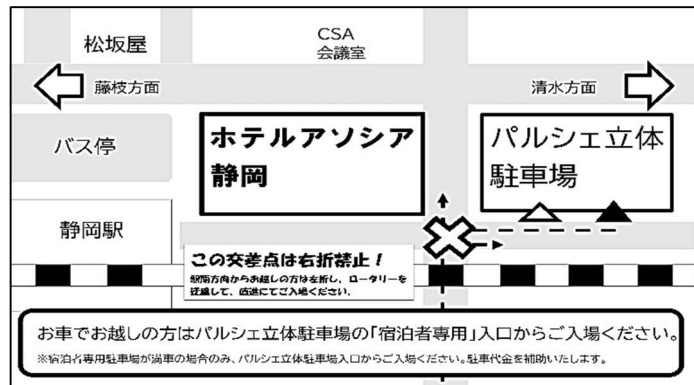 松坂屋
CSA
会議室
藤枝方面
清水方面
バス停
ホテルアソシア
静岡
パルシェ立体
駐車場
静岡駅
この交差点は右折禁止！
駅南方向からお越しの方は左折し、ロータリーを
迂回して、直進にてご入場ください。
お車でお越しの方はパルシェ立体駐車場の「宿泊者専用」入口からご入場ください。
※宿泊者専用駐車場が満車の場合のみ、パルシェ立体駐車場入口からご入場ください。駐車代金を補助いたします。